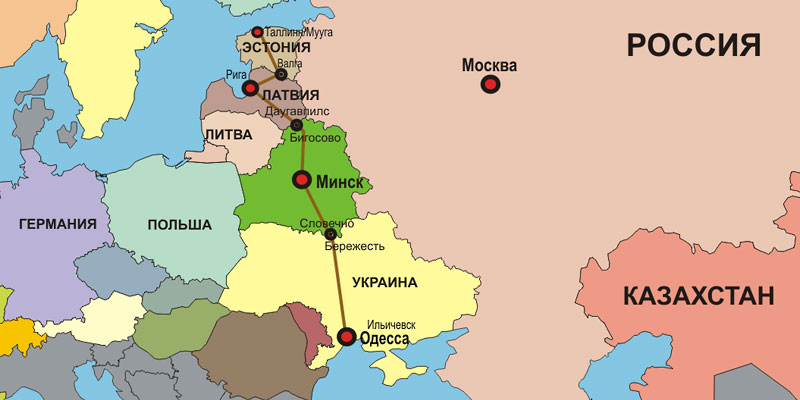 Таллинн/Мууга
ЭСТОНИЯ
РОССИЯ
Валга
Москва
Рига
ЛАТВИЯ
Даугавпилс
ЛИТВА
Бигосово
Минск
ГЕРМАНИЯ
ПОЛЬША
Словечно
Бережесть
УКРАИНА
КАЗАХСТАН
Ильичевск
Одесса